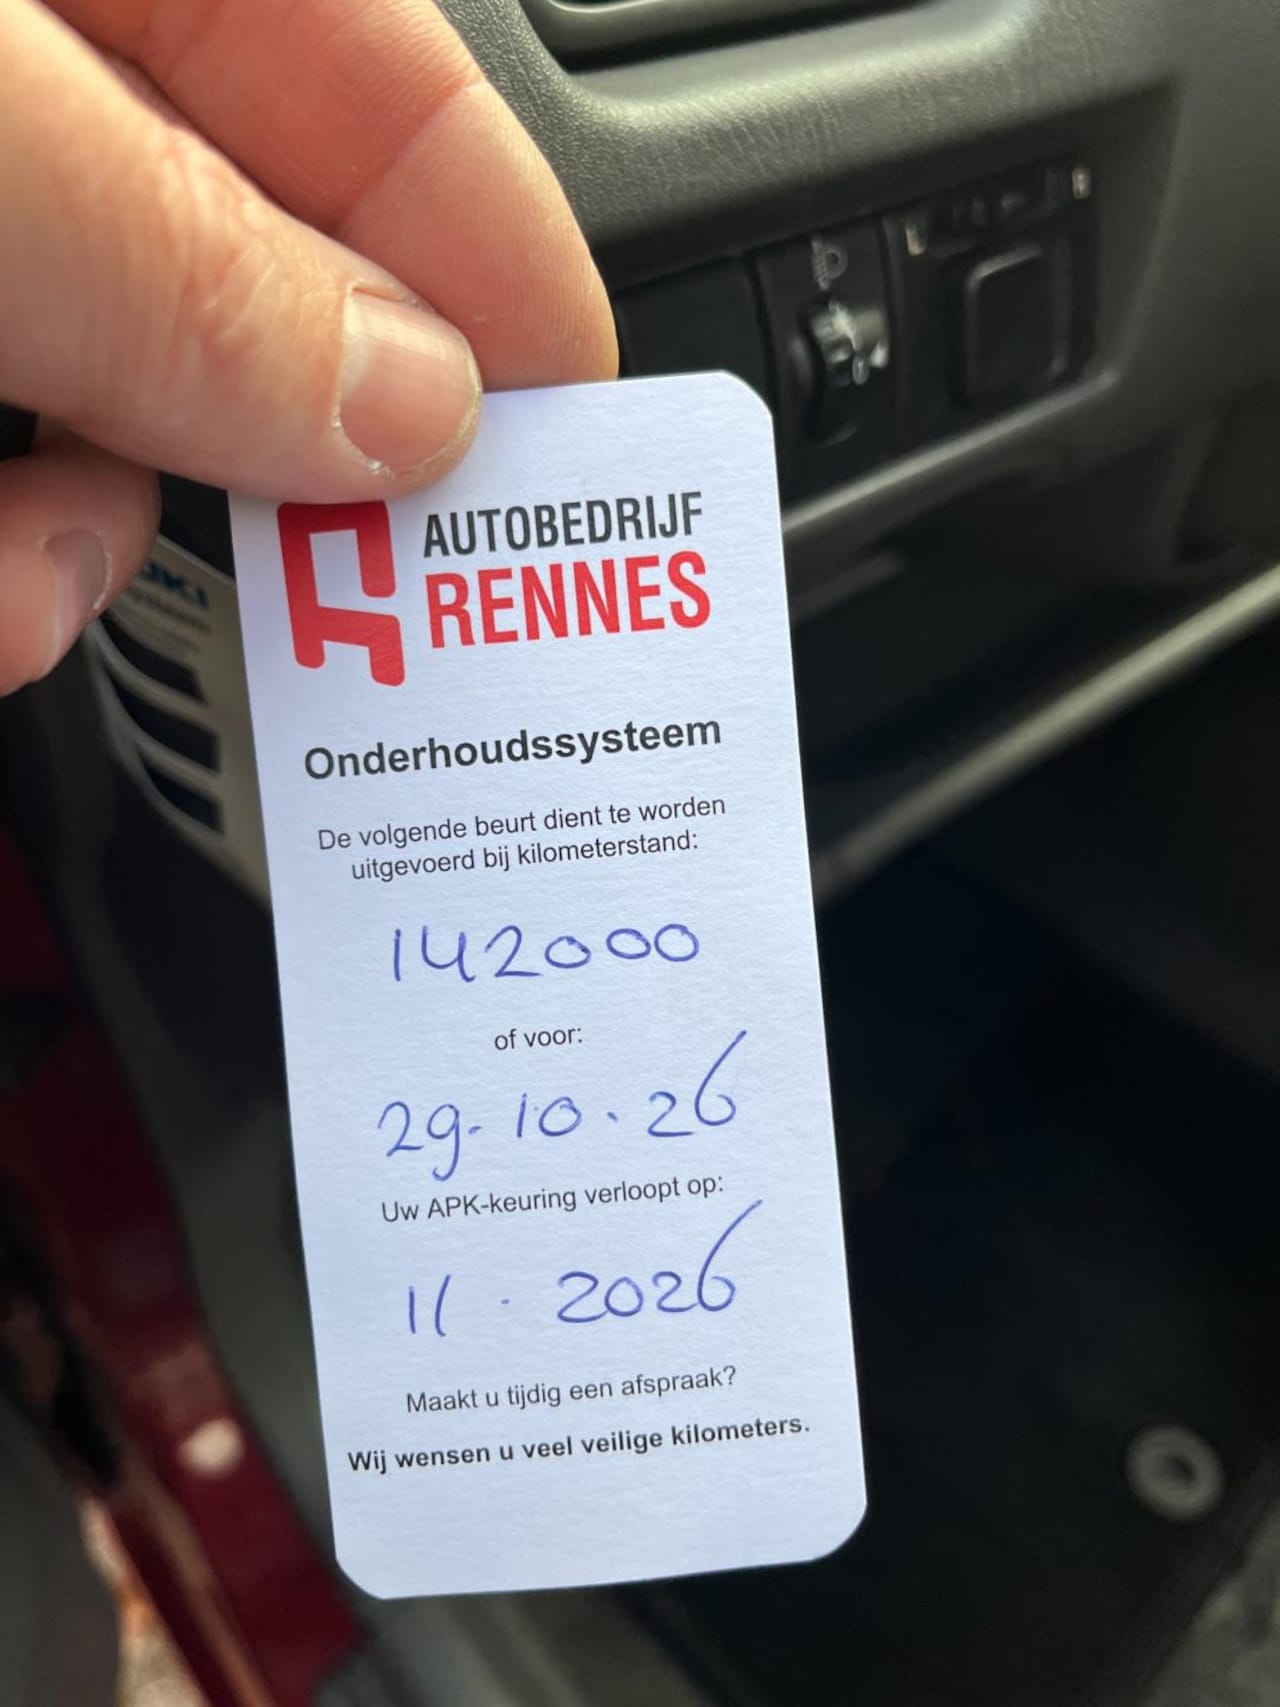 AUTOBEDRIJF
RENNES
Onderhoudssysteem
De volgende beurt dient te worden
uitgevoerd bij kilometerstand:
142000
of voor:
29-10.26
Uw APK-keuring verloopt op:
11 . 2026
Maakt u tijdig een afspraak?
Wij wensen u veel veilige kilometers.